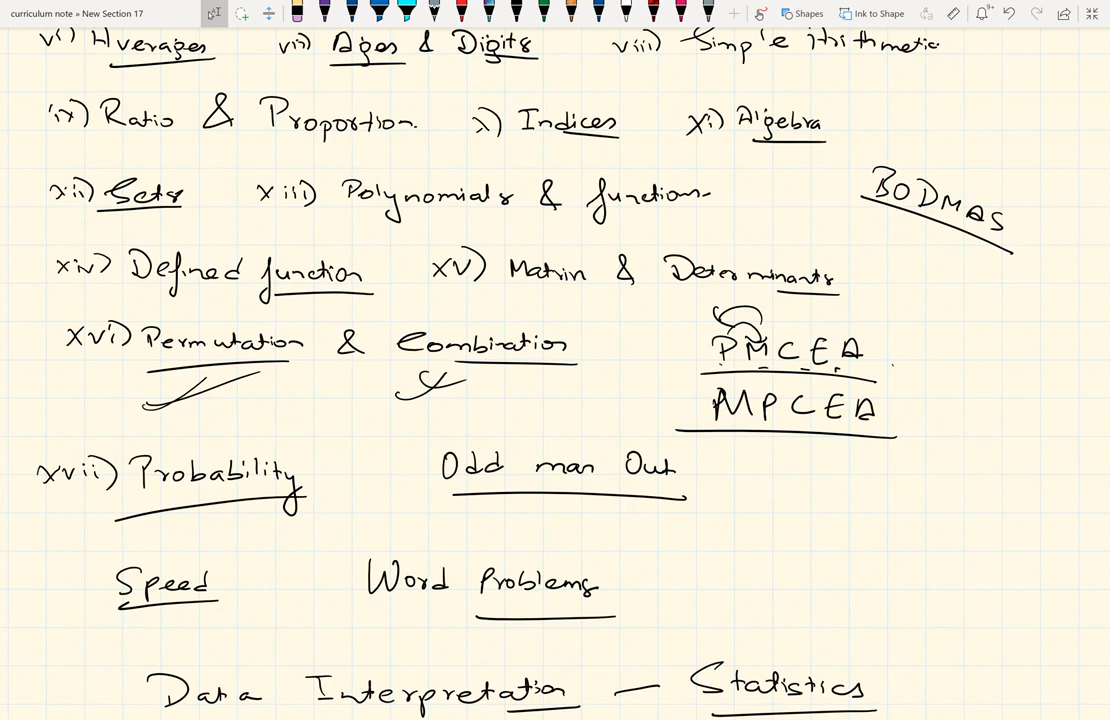 curriculum note » New Section 17
Shapes Ink to Shape 9+
vi) Averages vii) Ages & Digits viii) Simple Arithmetic
ix) Ratio & Proportion. x) Indices xi) Algebra
xii) Sets xiii) Polynomials & function
BODMAS
xiv) Defined function xv) Matrix & Determinants
xvi) Permutation & Combination
PMCEA
MPCEA
xvii) Probability Odd man Out
Speed Word Problems
Data Interpretation — Statistics